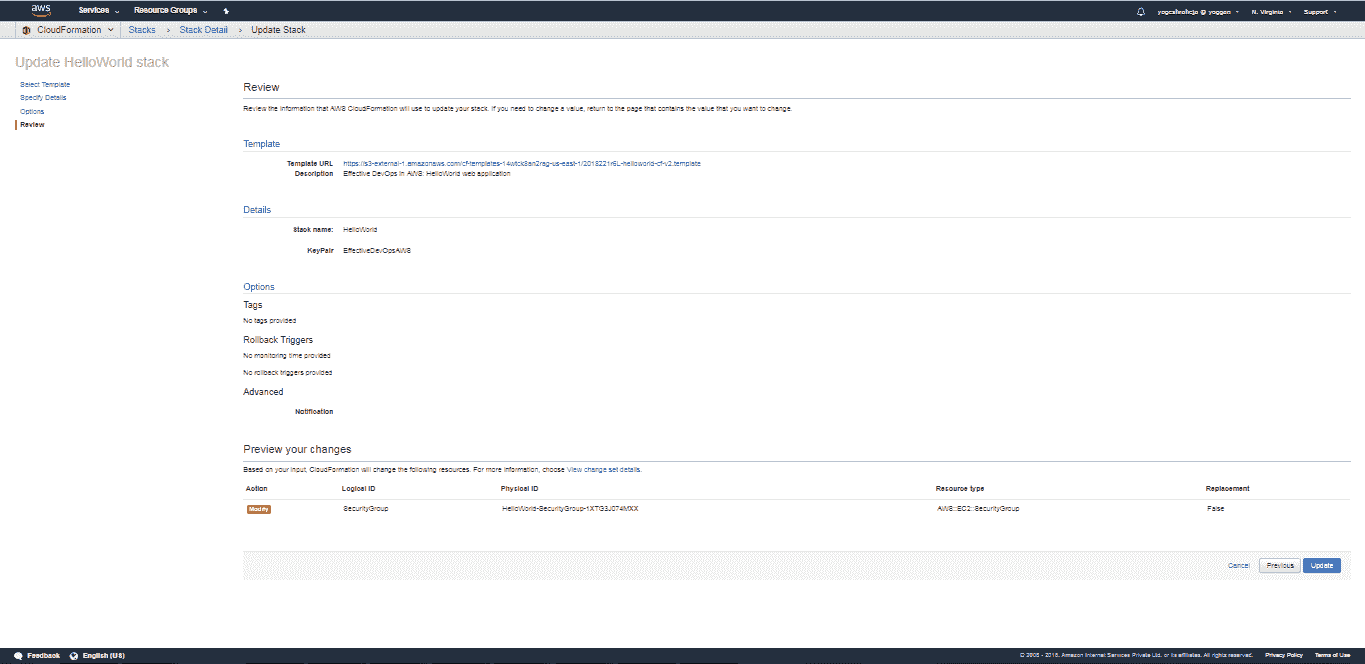 aws Services Resource Groups N. Virginia Support
CloudFormation Stacks > Stack Detail > Update Stack
Update HelloWorld stack
Select Template
Specify Details
Options
Review
Review
Review the information that AWS CloudFormation will use to update your stack. If you need to change a value, return to the page that contains the value that you want to change.
Template
Template URL https://s3-external-1.amazonaws.com/cf-templates-14wtck8an2rag-us-east-1/2018221r6L-helloworld-cf-v2.template
Description Effective DevOps in AWS: HelloWorld web application
Details
Stack name: HelloWorld
KeyPair EffectiveDevOpsAWS
Options
Tags
No tags provided
Rollback Triggers
No monitoring time provided
No rollback triggers provided
Advanced
Notification
Preview your changes
Based on your input, CloudFormation will change the following resources. For more information, choose View change set details.
Action Logical ID Physical ID Resource type Replacement
Modify SecurityGroup HelloWorld-SecurityGroup-1XTG3J074MXX AWS::EC2::SecurityGroup False
Cancel Previous Update
Feedback English (US) © 2008 - 2018, Amazon Internet Services Private Ltd. or its affiliates. All rights reserved. Privacy Policy Terms of Use